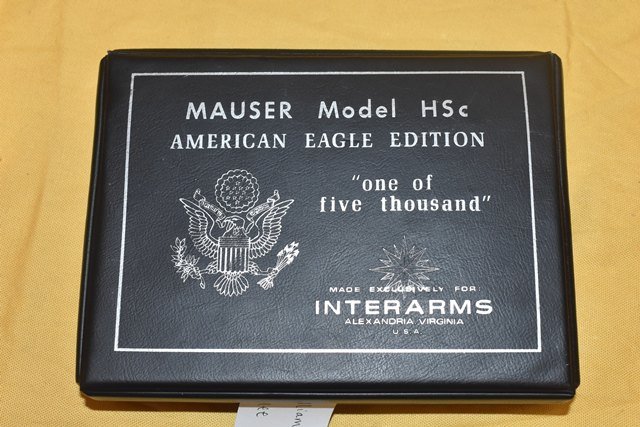 MAUSER Model HSc
AMERICAN EAGLE EDITION
"one of
five thousand"
MADE EXCLUSIVELY FOR
INTERARMS
ALEXANDRIA VIRGINIA
U.S.A.